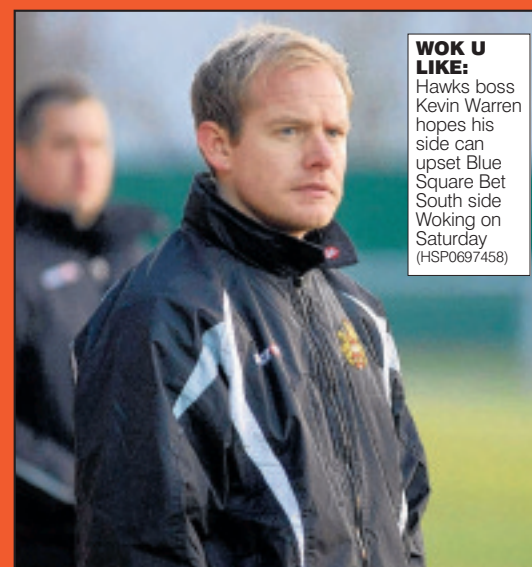 WOK U
LIKE:
Hawks boss
Kevin Warren
hopes his
side can
upset Blue
Square Bet
South side
Woking on
Saturday
(HSP0697458)